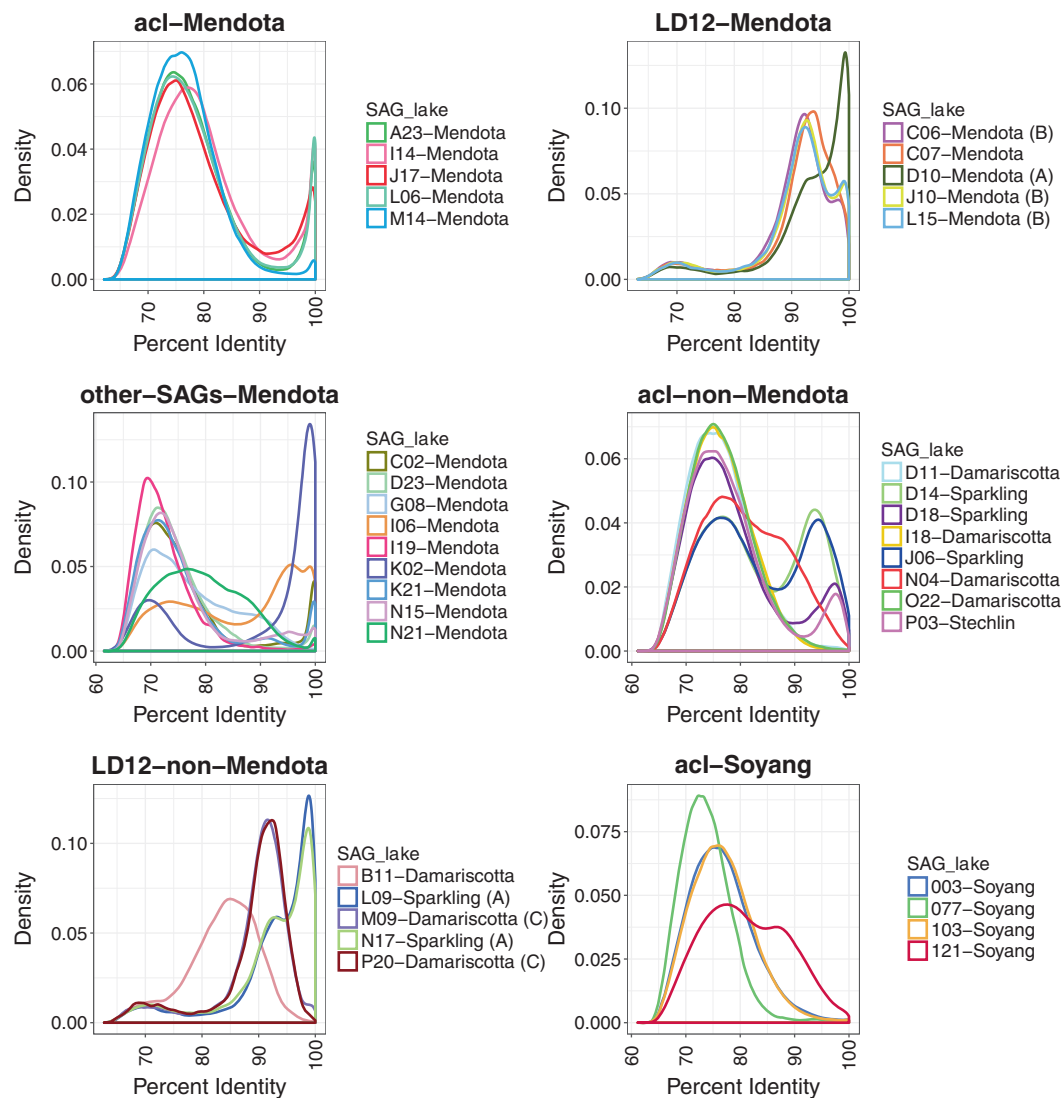 acI–Mendota
Density
0.06
0.04
0.02
0.00
70
80
90
100
Percent Identity
SAG_lake
A23–Mendota
I14–Mendota
J17–Mendota
L06–Mendota
M14–Mendota
LD12–Mendota
Density
0.10
0.05
0.00
70
80
90
100
Percent Identity
SAG_lake
C06–Mendota (B)
C07–Mendota
D10–Mendota (A)
J10–Mendota (B)
L15–Mendota (B)
other–SAGs–Mendota
Density
0.10
0.05
0.00
60
70
80
90
100
Percent Identity
SAG_lake
C02–Mendota
D23–Mendota
G08–Mendota
I06–Mendota
I19–Mendota
K02–Mendota
K21–Mendota
N15–Mendota
N21–Mendota
acI–non–Mendota
Density
0.06
0.04
0.02
0.00
60
70
80
90
100
Percent Identity
SAG_lake
D11–Damariscotta
D14–Sparkling
D18–Sparkling
I18–Damariscotta
J06–Sparkling
N04–Damariscotta
O22–Damariscotta
P03–Stechlin
LD12–non–Mendota
Density
0.10
0.05
0.00
70
80
90
100
Percent Identity
SAG_lake
B11–Damariscotta
L09–Sparkling (A)
M09–Damariscotta (C)
N17–Sparkling (A)
P20–Damariscotta (C)
acI–Soyang
Density
0.075
0.050
0.025
0.000
60
70
80
90
100
Percent Identity
SAG_lake
003–Soyang
077–Soyang
103–Soyang
121–Soyang